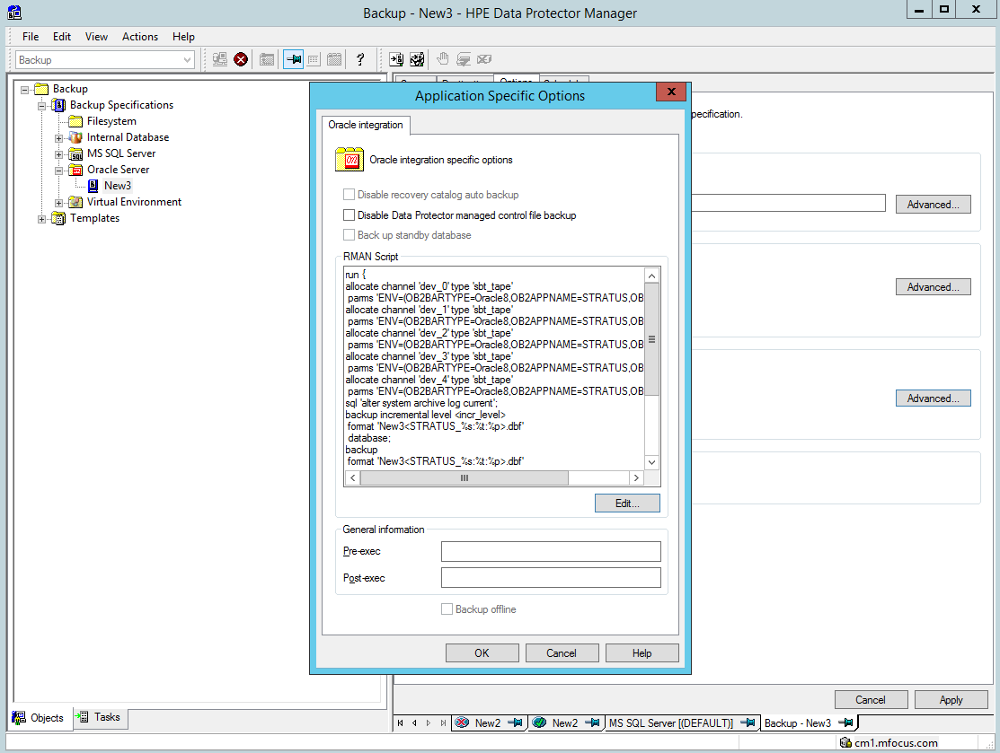 Backup - New3 - HPE Data Protector Manager
File Edit View Actions Help
Backup
?
Backup
Backup Specifications
Filesystem
Internal Database
MS SQL Server
Oracle Server
New3
Virtual Environment
Templates
Options
pecification.
Advanced...
Advanced...
Advanced...
Application Specific Options
Oracle integration
Oracle integration specific options
Disable recovery catalog auto backup
Disable Data Protector managed control file backup
Back up standby database
RMAN Script
run {
allocate channel 'dev_0' type 'sbt_tape'
parms 'ENV=(OB2BARTYPE=Oracle8,OB2APPNAME=STRATUS,OB
allocate channel 'dev_1' type 'sbt_tape'
parms 'ENV=(OB2BARTYPE=Oracle8,OB2APPNAME=STRATUS,OB
allocate channel 'dev_2' type 'sbt_tape'
parms 'ENV=(OB2BARTYPE=Oracle8,OB2APPNAME=STRATUS,OB
allocate channel 'dev_3' type 'sbt_tape'
parms 'ENV=(OB2BARTYPE=Oracle8,OB2APPNAME=STRATUS,OB
allocate channel 'dev_4' type 'sbt_tape'
parms 'ENV=(OB2BARTYPE=Oracle8,OB2APPNAME=STRATUS,OB
sql 'alter system archive log current';
backup incremental level <incr_level>
format 'New3<STRATUS_%s:%t:%p>.dbf'
database;
backup
format 'New3<STRATUS_%s:%t:%p>.dbf'
Edit...
General information
Pre-exec
Post-exec
Backup offline
OK Cancel Help
Cancel Apply
Objects Tasks
New2 New2 MS SQL Server [(DEFAULT)] Backup - New3
cm1.mfocus.com